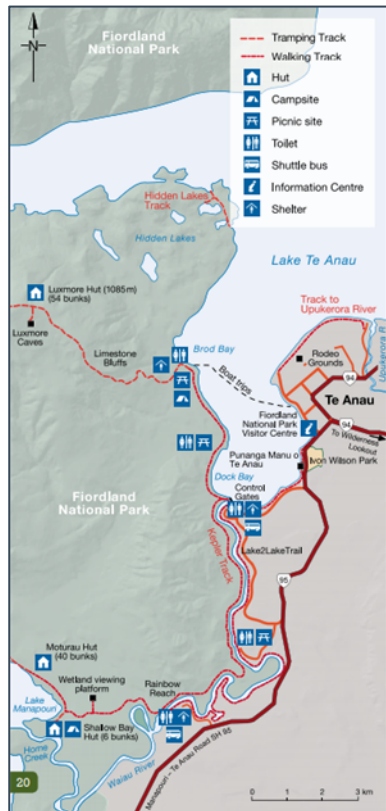 Fiordland
National Park
N
Tramping Track
Walking Track
Hut
Campsite
Picnic site
Toilet
Shuttle bus
Information Centre
Shelter
Hidden Lakes
Track
Hidden Lakes
Lake Te Anau
Luxmore Hut (1085m)
(54 bunks)
Luxmore
Caves
Limestone
Bluffs
Brod Bay
Boat trips
Track to
Upukerora River
Upukerora R
Rodeo
Grounds
94
Te Anau
94
To Wilderness
Lookout
Fiordland
National Park
Visitor Centre
Punanga Manu o
Te Anau
Ivon Wilson Park
Dock Bay
Control
Gates
Fiordland
National Park
Kepler Track
Lake2LakeTrail
95
Moturau Hut
(40 bunks)
Wetland viewing
platform
Rainbow
Reach
Lake
Manapouri
Shallow Bay
Hut (6 bunks)
Home
Creek
Waiau River
Manapouri – Te Anau Road SH 95
20
0 1 2 3 km